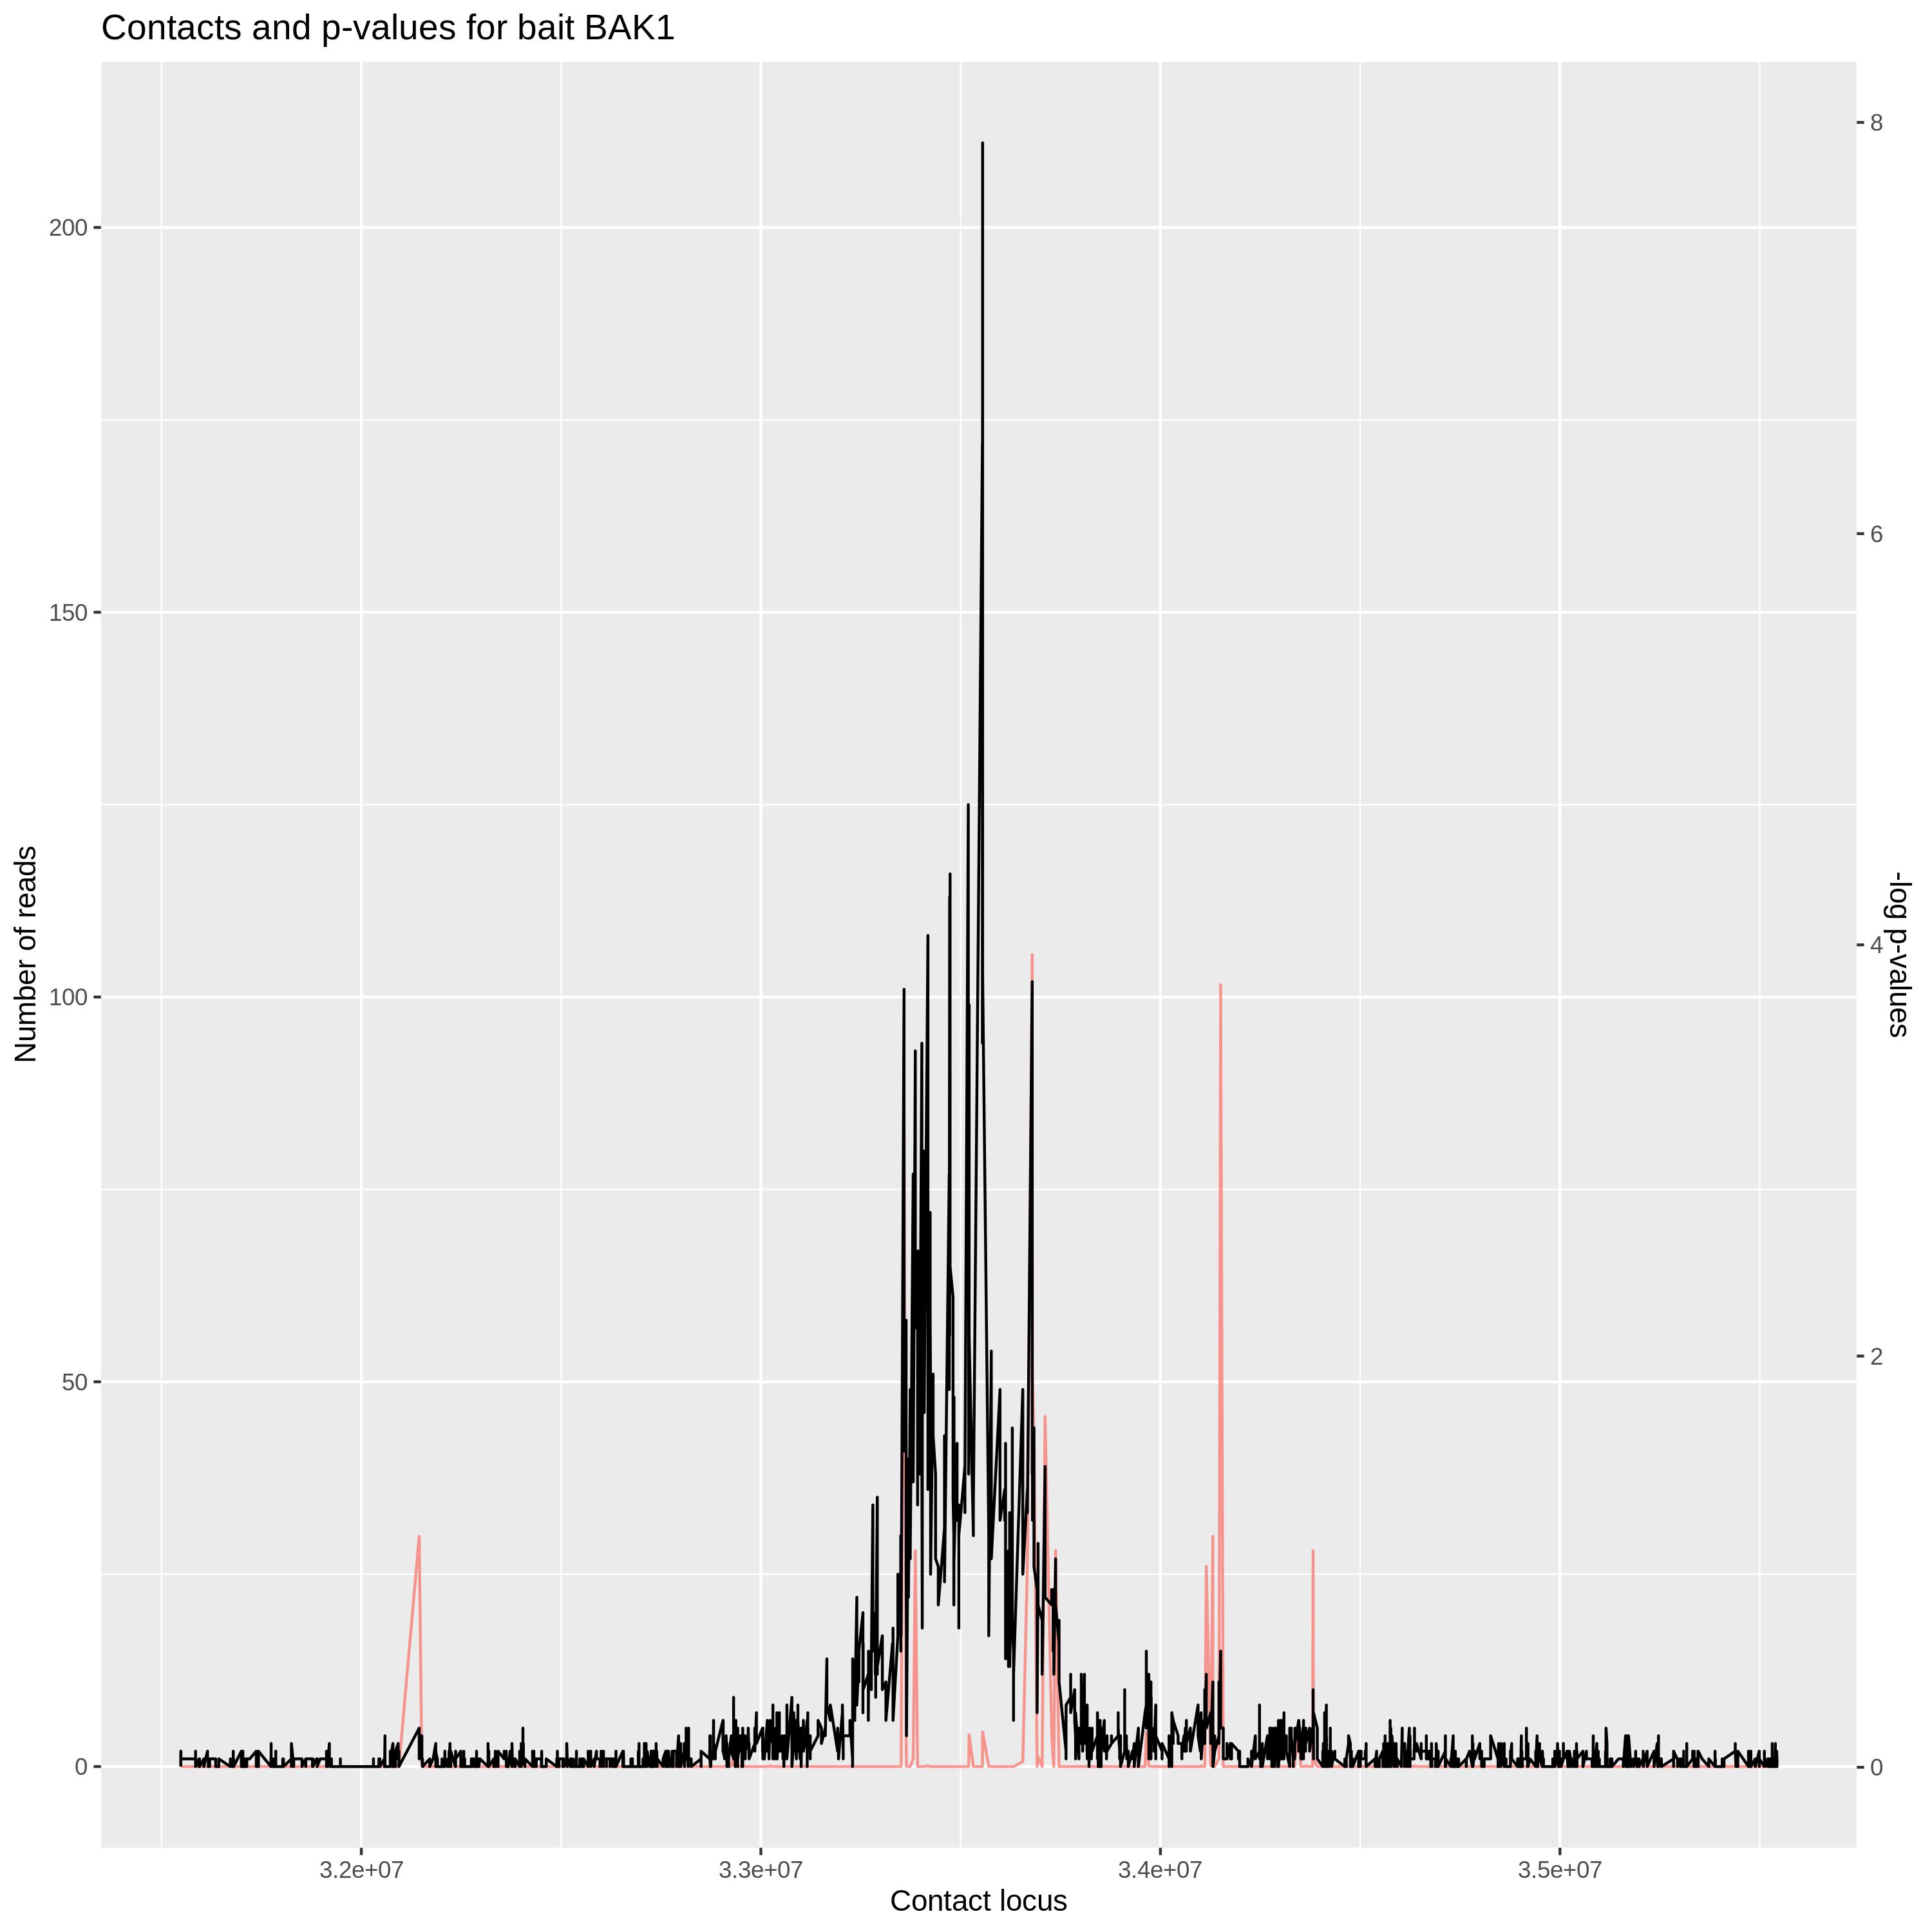 Contacts and p-values for bait BAK1
Number of reads
200
150
100
50
0
8
6
4
2
0
-log p-values
3.2e+07
3.3e+07
3.4e+07
3.5e+07
Contact locus